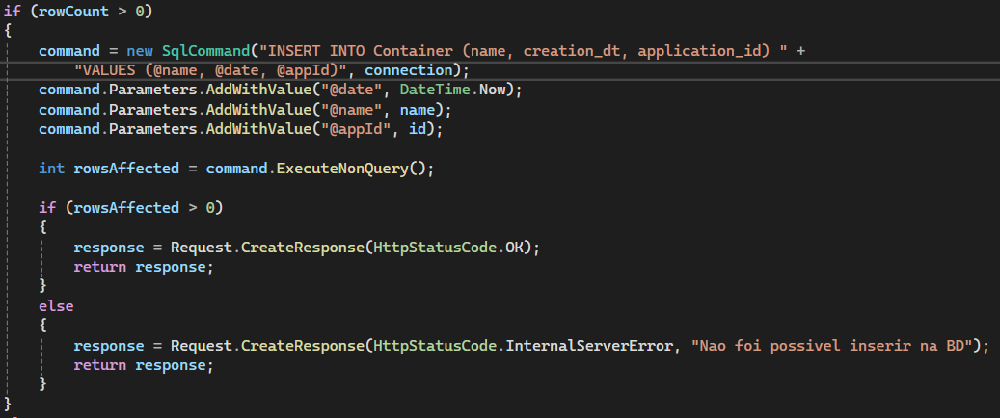 if (rowCount > 0)
{
command = new SqlCommand("INSERT INTO Container (name, creation_dt, application_id) " +
"VALUES (@name, @date, @appId)", connection);
command.Parameters.AddWithValue("@date", DateTime.Now);
command.Parameters.AddWithValue("@name", name);
command.Parameters.AddWithValue("@appId", id);
int rowsAffected = command.ExecuteNonQuery();
if (rowsAffected > 0)
{
response = Request.CreateResponse(HttpStatusCode.OK);
return response;
}
else
{
response = Request.CreateResponse(HttpStatusCode.InternalServerError, "Nao foi possivel inserir na BD");
return response;
}
}